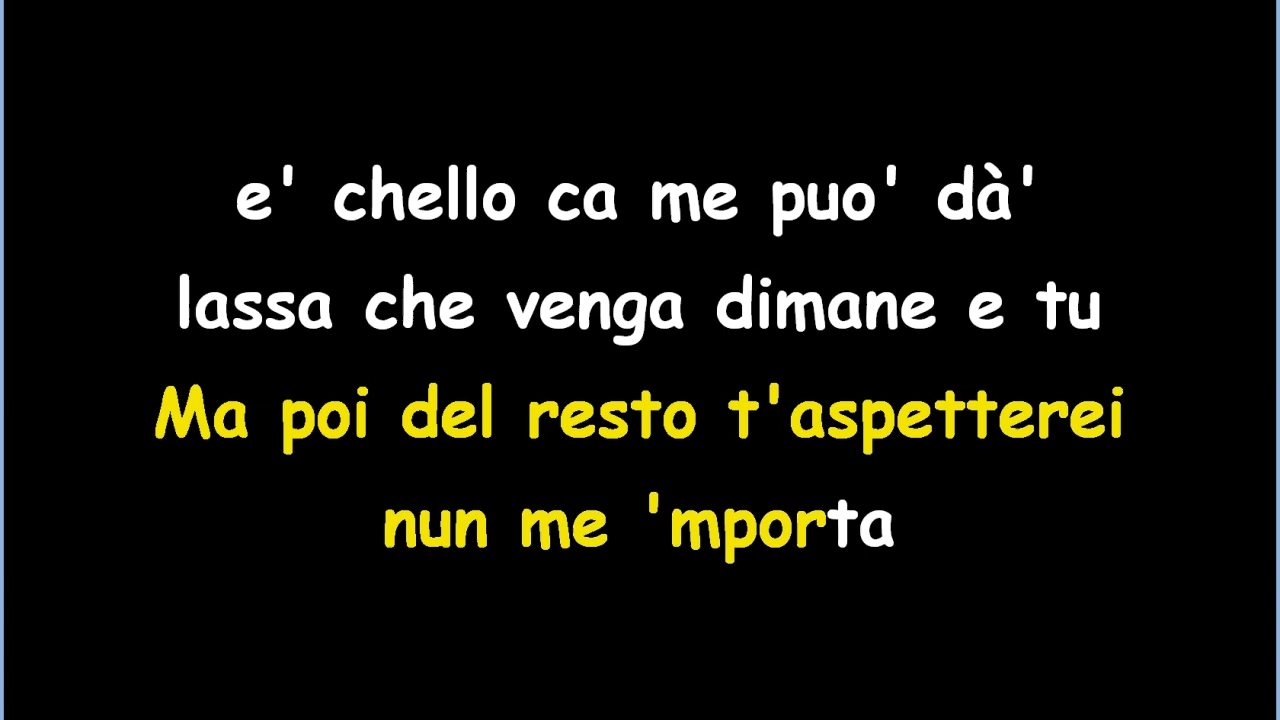 e' chello ca me puo' dà'
lassa che venga dimane e tu
Ma poi del resto t'aspetterei
nun me 'mporta